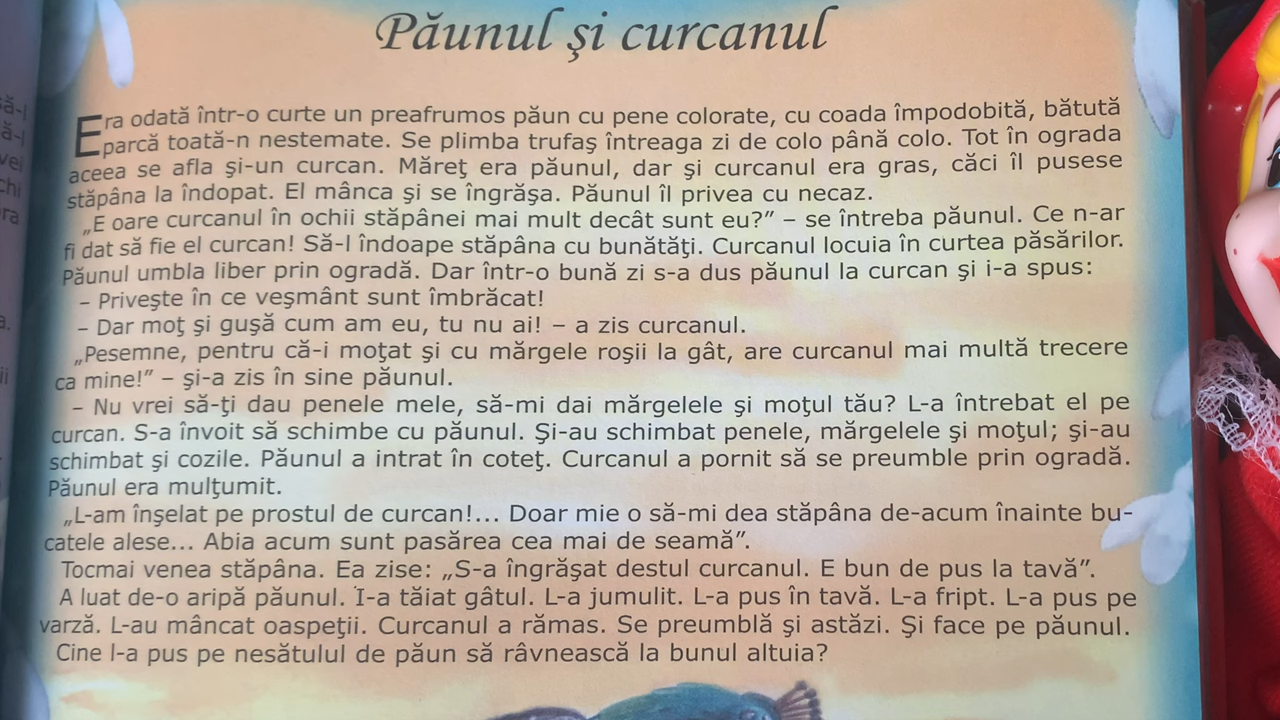 Păunul şi curcanul
Era odată într-o curte un preafrumos păun cu pene colorate, cu coada împodobită, bătută
parcă toată-n nestemate. Se plimba trufaş întreaga zi de colo până colo. Tot în ograda
aceea se afla şi-un curcan. Măreţ era păunul, dar şi curcanul era gras, căci îl pusese
stăpâna la îndopat. El mânca şi se îngrăşa. Păunul îl privea cu necaz.
„E oare curcanul în ochii stăpânei mai mult decât sunt eu?” – se întreba păunul. Ce n-ar
fi dat să fie el curcan! Să-l îndoape stăpâna cu bunătăţi. Curcanul locuia în curtea păsărilor.
Păunul umbla liber prin ogradă. Dar într-o bună zi s-a dus păunul la curcan şi i-a spus:
– Priveşte în ce veşmânt sunt îmbrăcat!
– Dar moţ şi guşă cum am eu, tu nu ai! – a zis curcanul.
„Pesemne, pentru că-i moţat şi cu mărgele roşii la gât, are curcanul mai multă trecere
ca mine!” – şi-a zis în sine păunul.
– Nu vrei să-ţi dau penele mele, să-mi dai mărgelele şi moţul tău? L-a întrebat el pe
curcan. S-a învoit să schimbe cu păunul. Şi-au schimbat penele, mărgelele şi moţul; şi-au
schimbat şi cozile. Păunul a intrat în coteţ. Curcanul a pornit să se preumble prin ogradă.
Păunul era mulţumit.
„L-am înşelat pe prostul de curcan!... Doar mie o să-mi dea stăpâna de-acum înainte bu-
catele alese... Abia acum sunt pasărea cea mai de seamă”.
Tocmai venea stăpâna. Ea zise: „S-a îngrăşat destul curcanul. E bun de pus la tavă”.
A luat de-o aripă păunul. I-a tăiat gâtul. L-a jumulit. L-a pus în tavă. L-a fript. L-a pus pe
varză. L-au mâncat oaspeţii. Curcanul a rămas. Se preumblă şi astăzi. Şi face pe păunul.
Cine l-a pus pe nesătulul de păun să râvnească la bunul altuia?